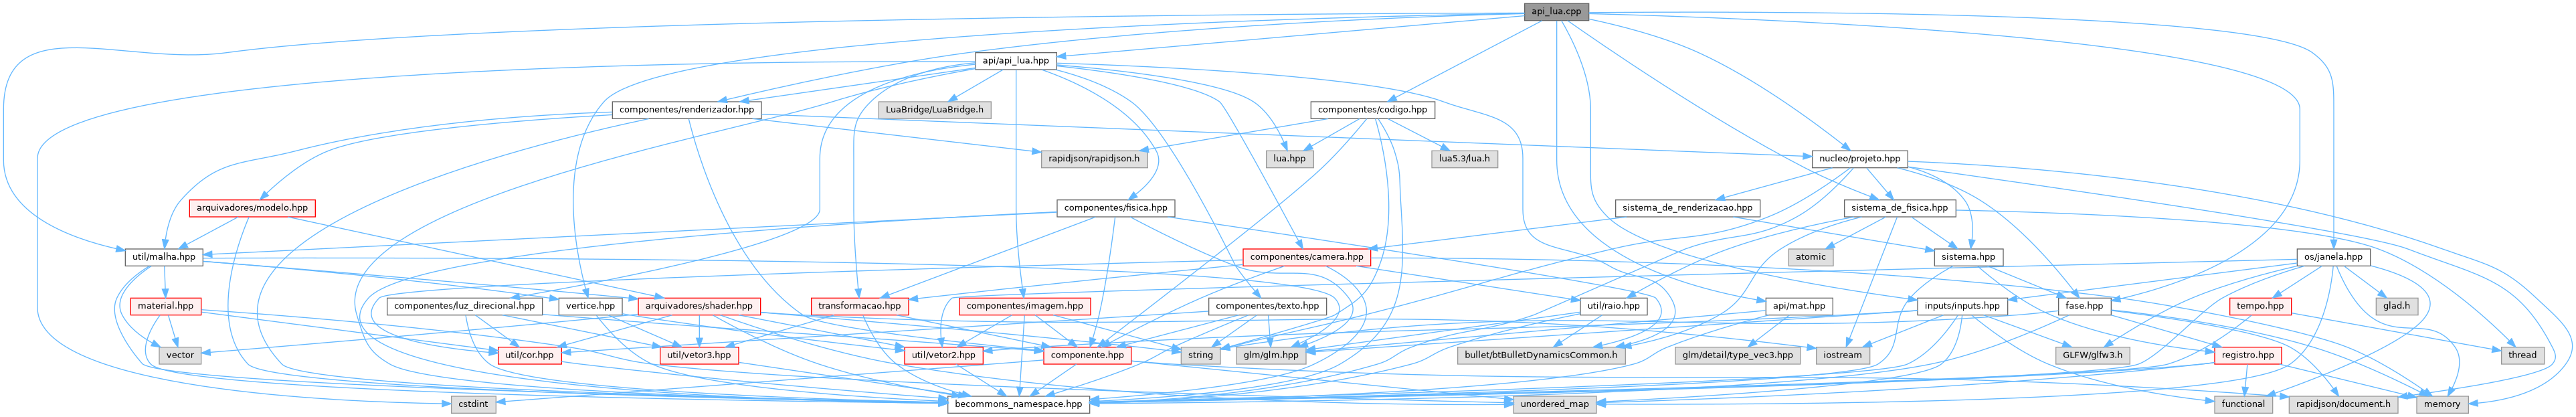 api_lua.cpp
api/api_lua.hpp
componentes/renderizador.hpp
LuaBridge/LuaBridge.h
componentes/codigo.hpp
rapidjson/rapidjson.h
lua.hpp
lua5.3/lua.h
nucleo/projeto.hpp
arquivadores/modelo.hpp
componentes/fisica.hpp
sistema_de_renderizacao.hpp
sistema_de_fisica.hpp
util/malha.hpp
componentes/camera.hpp
atomic
sistema.hpp
os/janela.hpp
material.hpp
componentes/luz_direcional.hpp
vertice.hpp
arquivadores/shader.hpp
transformacao.hpp
componentes/imagem.hpp
componentes/texto.hpp
util/raio.hpp
api/mat.hpp
inputs/inputs.hpp
fase.hpp
tempo.hpp
glad.h
vector
util/cor.hpp
util/vetor3.hpp
util/vetor2.hpp
componente.hpp
string
glm/glm.hpp
bullet/btBulletDynamicsCommon.h
glm/detail/type_vec3.hpp
iostream
GLFW/glfw3.h
registro.hpp
thread
cstdint
becommons_namespace.hpp
unordered_map
functional
rapidjson/document.h
memory